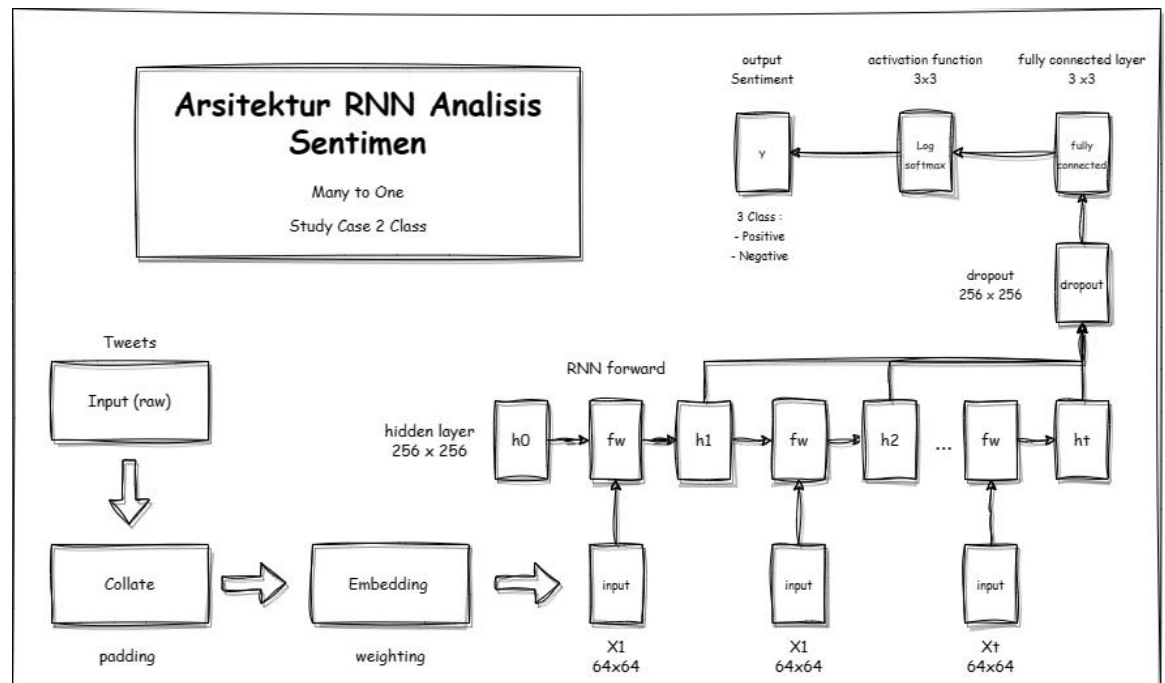 Arsitektur RNN Analisis
Sentimen
Many to One
Study Case 2 Class
output
Sentiment
activation function
3x3
fully connected layer
3 x3
y
Log
softmax
fully
connected
3 Class :
- Positive
- Negative
dropout
256 x 256
dropout
Tweets
Input (raw)
RNN forward
hidden layer
256 x 256
h0
fw
h1
fw
h2
...
fw
ht
Collate
Embedding
input
input
input
padding
weighting
X1
64x64
X1
64x64
Xt
64x64